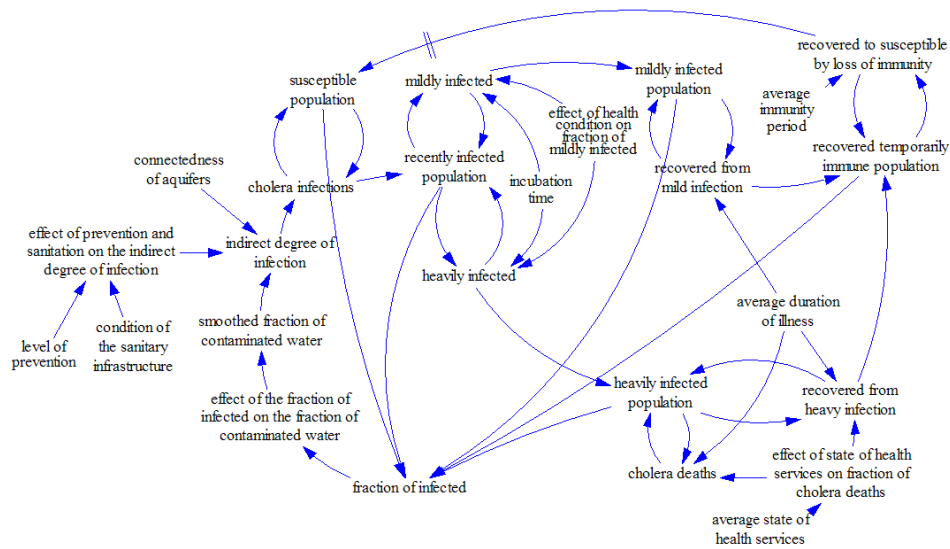 recovered to susceptible
by loss of immunity
susceptible
population
mildly infected
mildly infected
population
average
immunity
period
effect of health
condition on
fraction of
mildly infected
connectedness
of aquifers
cholera infections
recently infected
population
incubation
time
recovered from
mild infection
recovered temporarily
immune population
effect of prevention and
sanitation on the indirect
degree of infection
indirect degree of
infection
heavily infected
level of
prevention
condition of
the sanitary
infrastructure
smoothed fraction of
contaminated water
average duration
of illness
effect of the fraction of
infected on the fraction of
contaminated water
heavily infected
population
recovered from
heavy infection
fraction of infected
cholera deaths
effect of state of health
services on fraction of
cholera deaths
average state of
health services